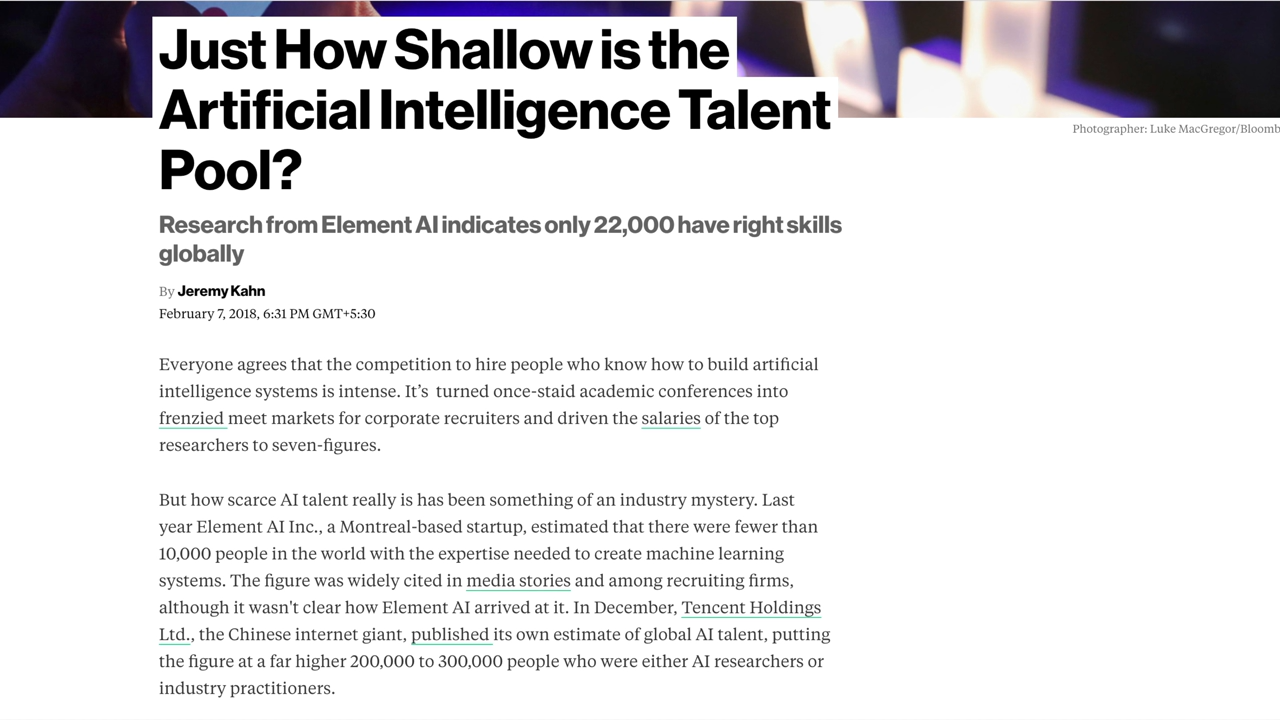 Just How Shallow is the
Artificial Intelligence Talent
Pool?
Photographer: Luke MacGregor/Bloomb
Research from Element AI indicates only 22,000 have right skills
globally
By Jeremy Kahn
February 7, 2018, 6:31 PM GMT+5:30
Everyone agrees that the competition to hire people who know how to build artificial
intelligence systems is intense. It’s  turned once-staid academic conferences into
frenzied meet markets for corporate recruiters and driven the salaries of the top
researchers to seven-figures.
But how scarce AI talent really is has been something of an industry mystery. Last
year Element AI Inc., a Montreal-based startup, estimated that there were fewer than
10,000 people in the world with the expertise needed to create machine learning
systems. The figure was widely cited in media stories and among recruiting firms,
although it wasn't clear how Element AI arrived at it. In December, Tencent Holdings
Ltd., the Chinese internet giant, published its own estimate of global AI talent, putting
the figure at a far higher 200,000 to 300,000 people who were either AI researchers or
industry practitioners.